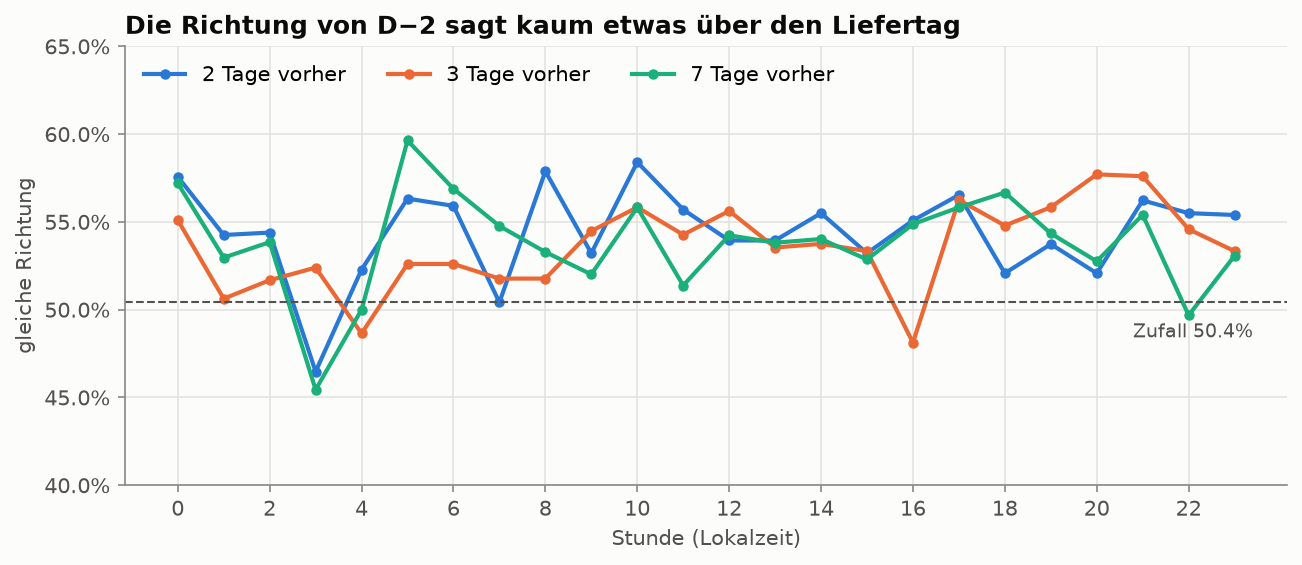 Die Richtung von D−2 sagt kaum etwas über den Liefertag
2 Tage vorher
3 Tage vorher
7 Tage vorher
gleiche Richtung
65.0%
60.0%
55.0%
50.0%
45.0%
40.0%
Zufall 50.4%
0 2 4 6 8 10 12 14 16 18 20 22
Stunde (Lokalzeit)